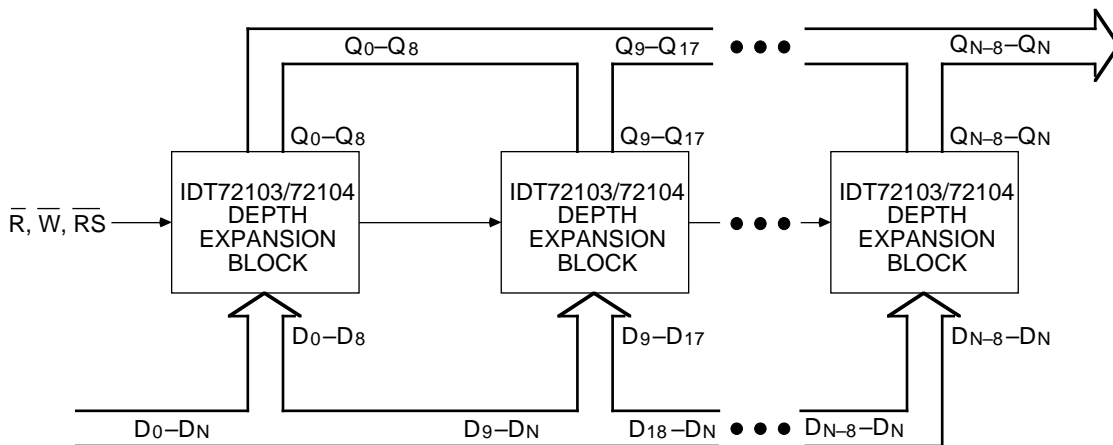 Q0–Q8
Q9–Q17
QN–8–QN
Q0–Q8
Q9–Q17
QN–8–QN
R̅, W̅, R̅S̅
IDT72103/72104
DEPTH
EXPANSION
BLOCK
IDT72103/72104
DEPTH
EXPANSION
BLOCK
IDT72103/72104
DEPTH
EXPANSION
BLOCK
D0–D8
D9–D17
DN–8–DN
D0–DN
D9–DN
D18–DN
DN–8–DN